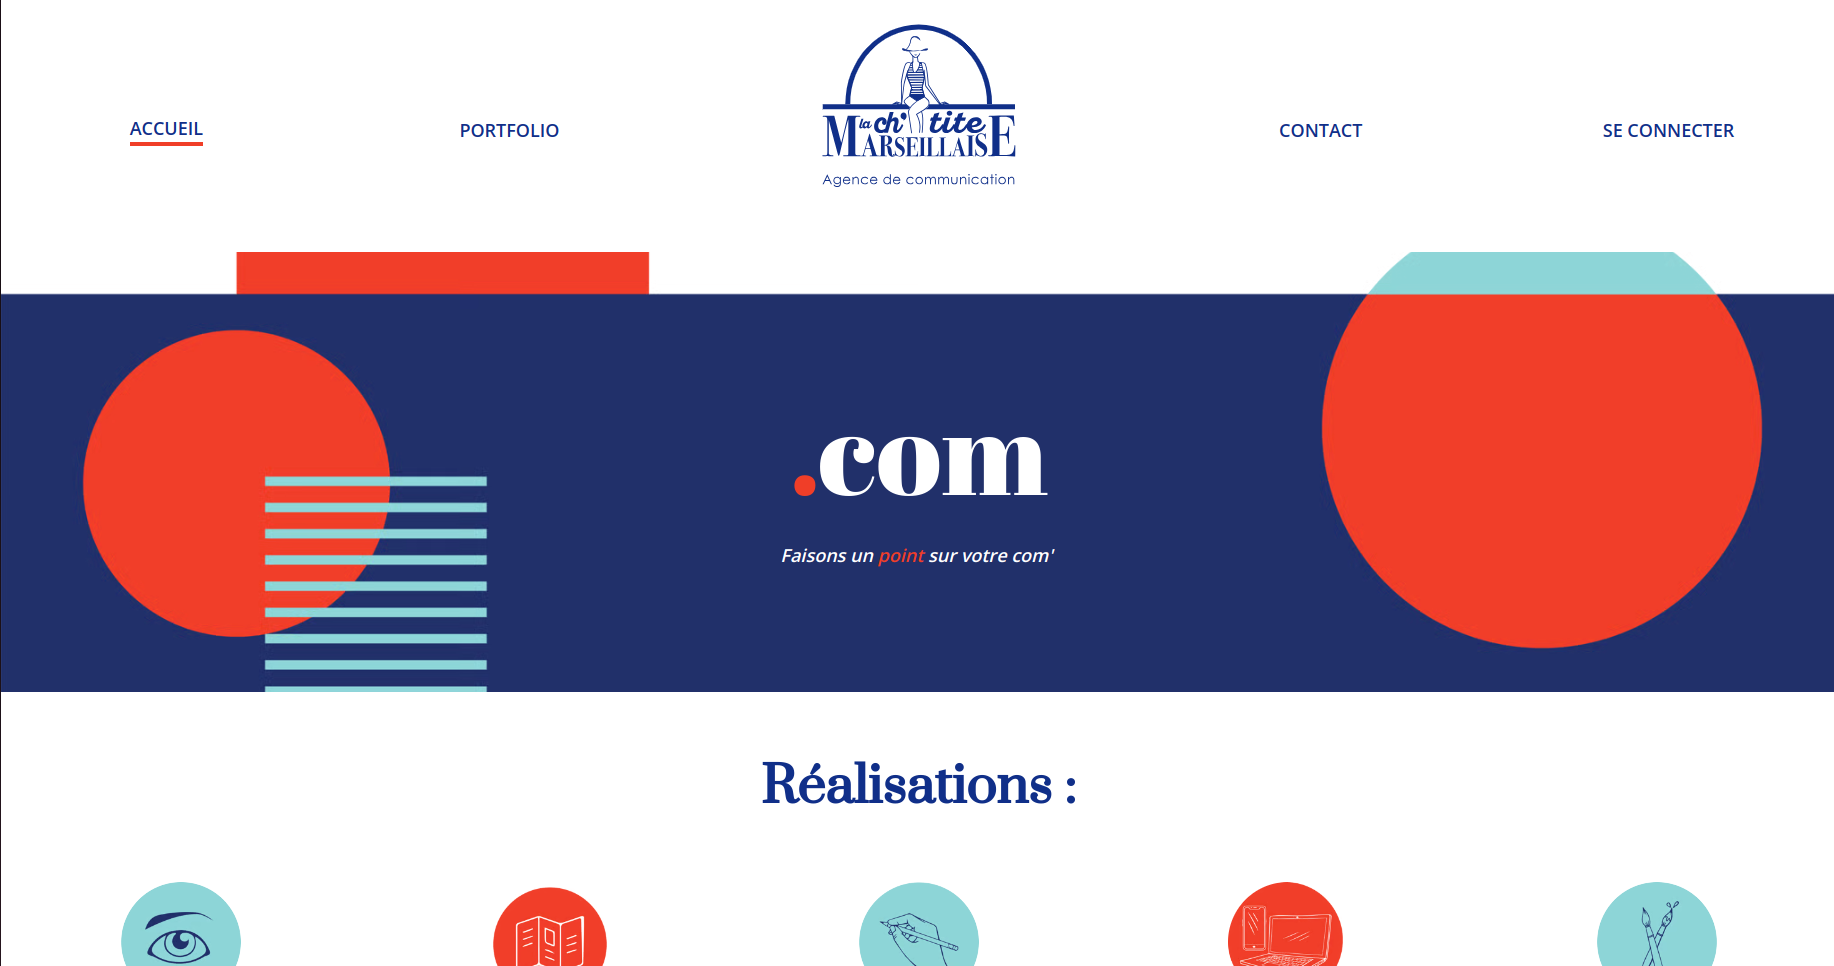 ACCUEIL
PORTFOLIO
la ch'tite
MARSEILLAISE
Agence de communication
CONTACT
SE CONNECTER
.com
Faisons un point sur votre com'
Réalisations :